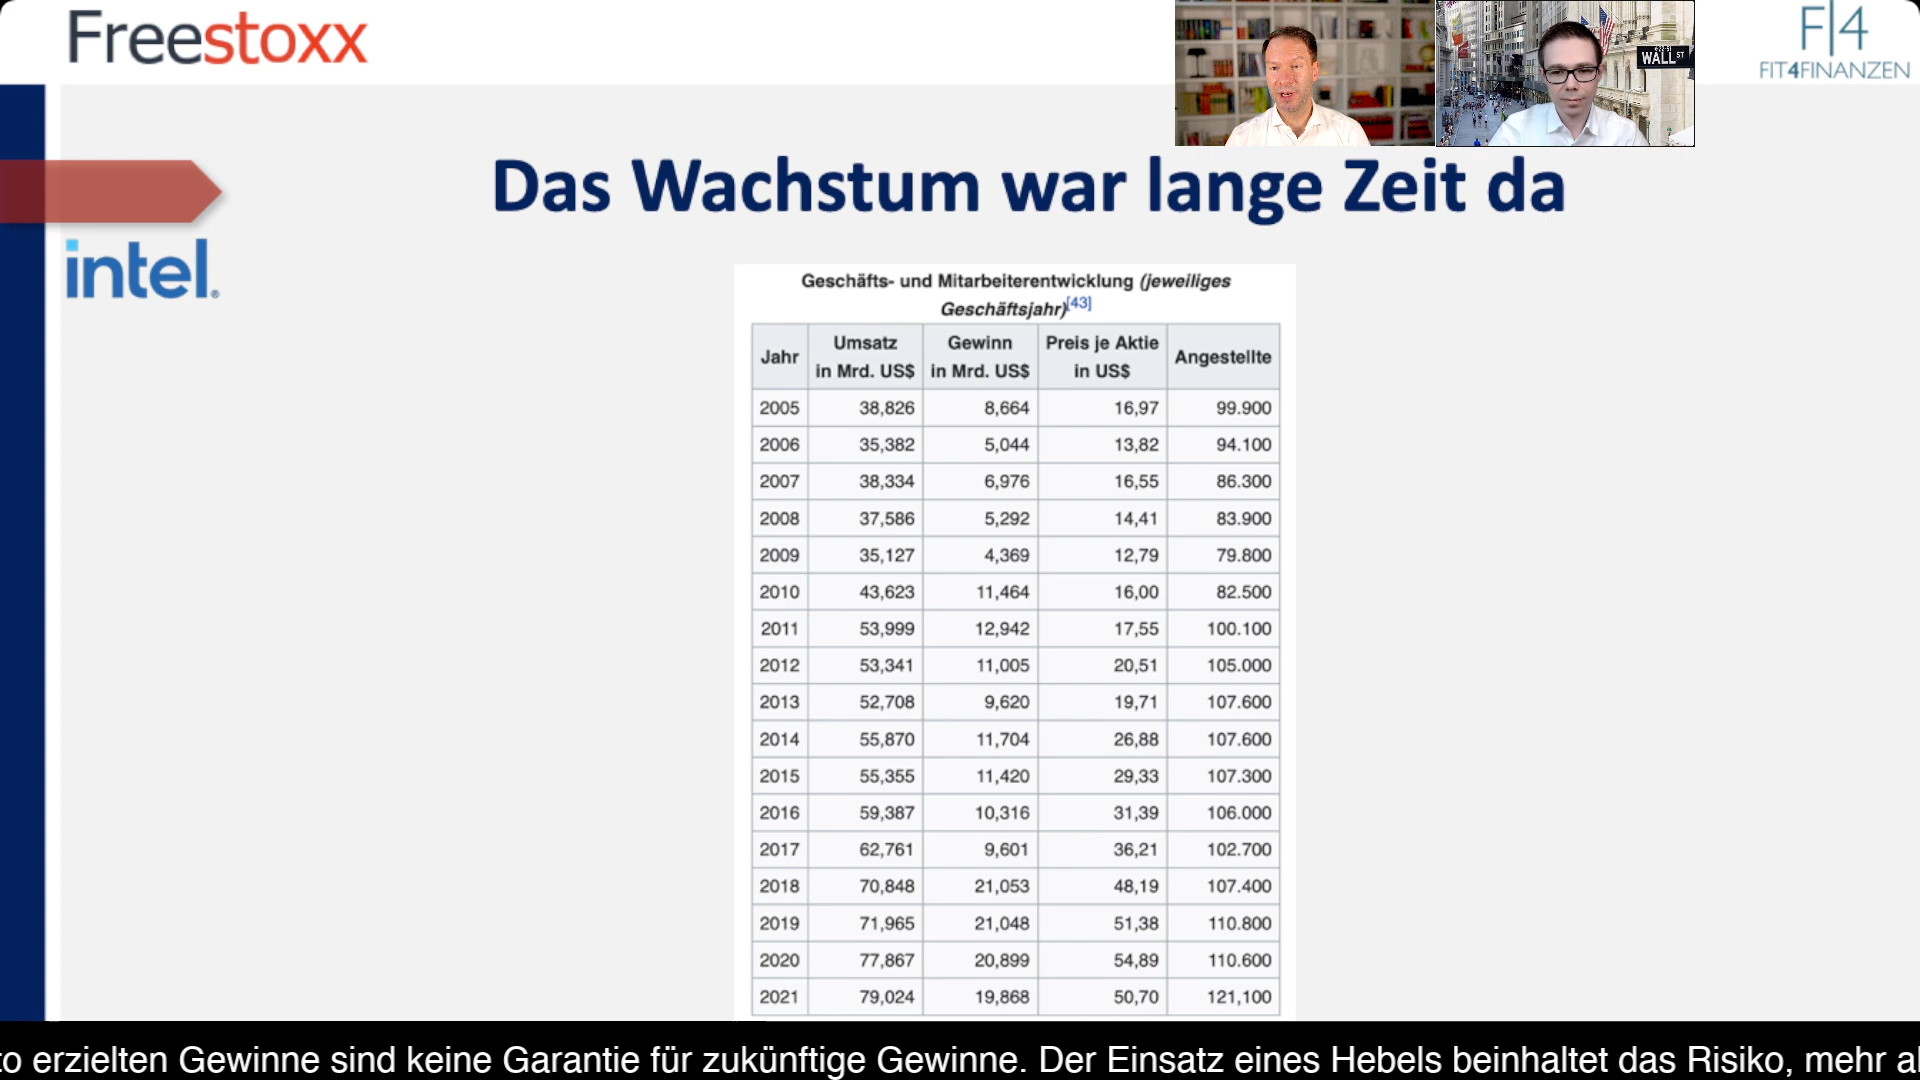 Freestoxx
WALL ST
F|4
FIT4FINANZEN
Das Wachstum war lange Zeit da
intel.
Geschäfts- und Mitarbeiterentwicklung (jeweiliges
Geschäftsjahr)[43]
Jahr Umsatz in Mrd. US$ Gewinn in Mrd. US$ Preis je Aktie in US$ Angestellte
2005 38,826 8,664 16,97 99.900
2006 35,382 5,044 13,82 94.100
2007 38,334 6,976 16,55 86.300
2008 37,586 5,292 14,41 83.900
2009 35,127 4,369 12,79 79.800
2010 43,623 11,464 16,00 82.500
2011 53,999 12,942 17,55 100.100
2012 53,341 11,005 20,51 105.000
2013 52,708 9,620 19,71 107.600
2014 55,870 11,704 26,88 107.600
2015 55,355 11,420 29,33 107.300
2016 59,387 10,316 31,39 106.000
2017 62,761 9,601 36,21 102.700
2018 70,848 21,053 48,19 107.400
2019 71,965 21,048 51,38 110.800
2020 77,867 20,899 54,89 110.600
2021 79,024 19,868 50,70 121,100
to erzielten Gewinne sind keine Garantie für zukünftige Gewinne. Der Einsatz eines Hebels beinhaltet das Risiko, mehr al